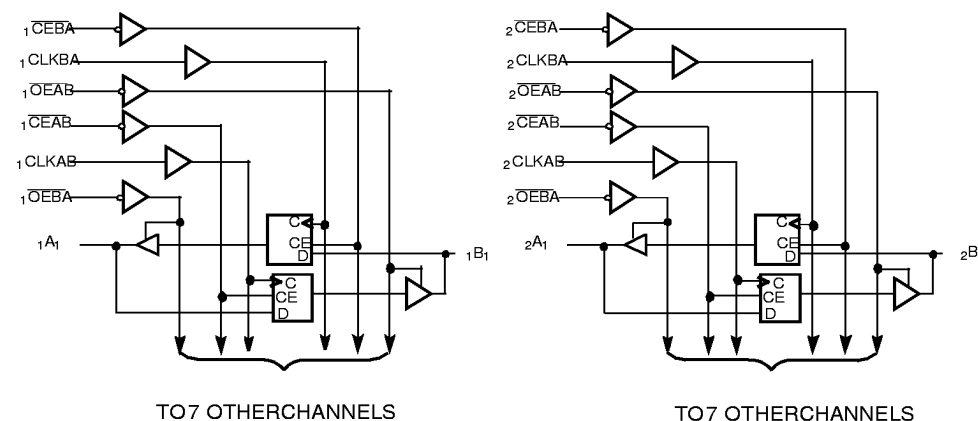 1CEBA
1CLKBA
1OEAB
1CEAB
1CLKAB
1OEBA
1A1
C
CE
D
1B1
C
CE
D
TO7 OTHERCHANNELS
2CEBA
2CLKBA
2OEAB
2CEAB
2CLKAB
2OEBA
2A1
C
CE
D
2B
C
CE
D
TO7 OTHERCHANNELS